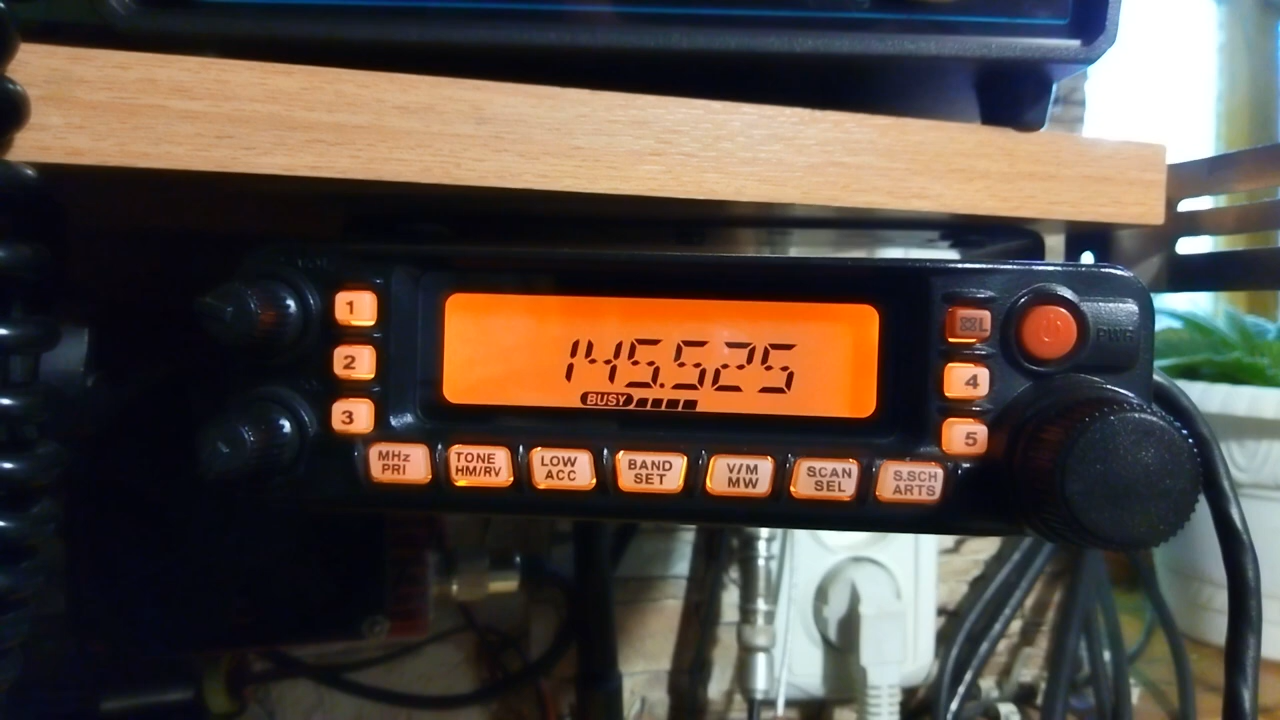 1
2
3
145.525
BUSY
L
PWR
4
5
MHz
PRI
TONE
HM/RV
LOW
ACC
BAND
SET
V/M
MW
SCAN
SEL
S.SCH
ARTS